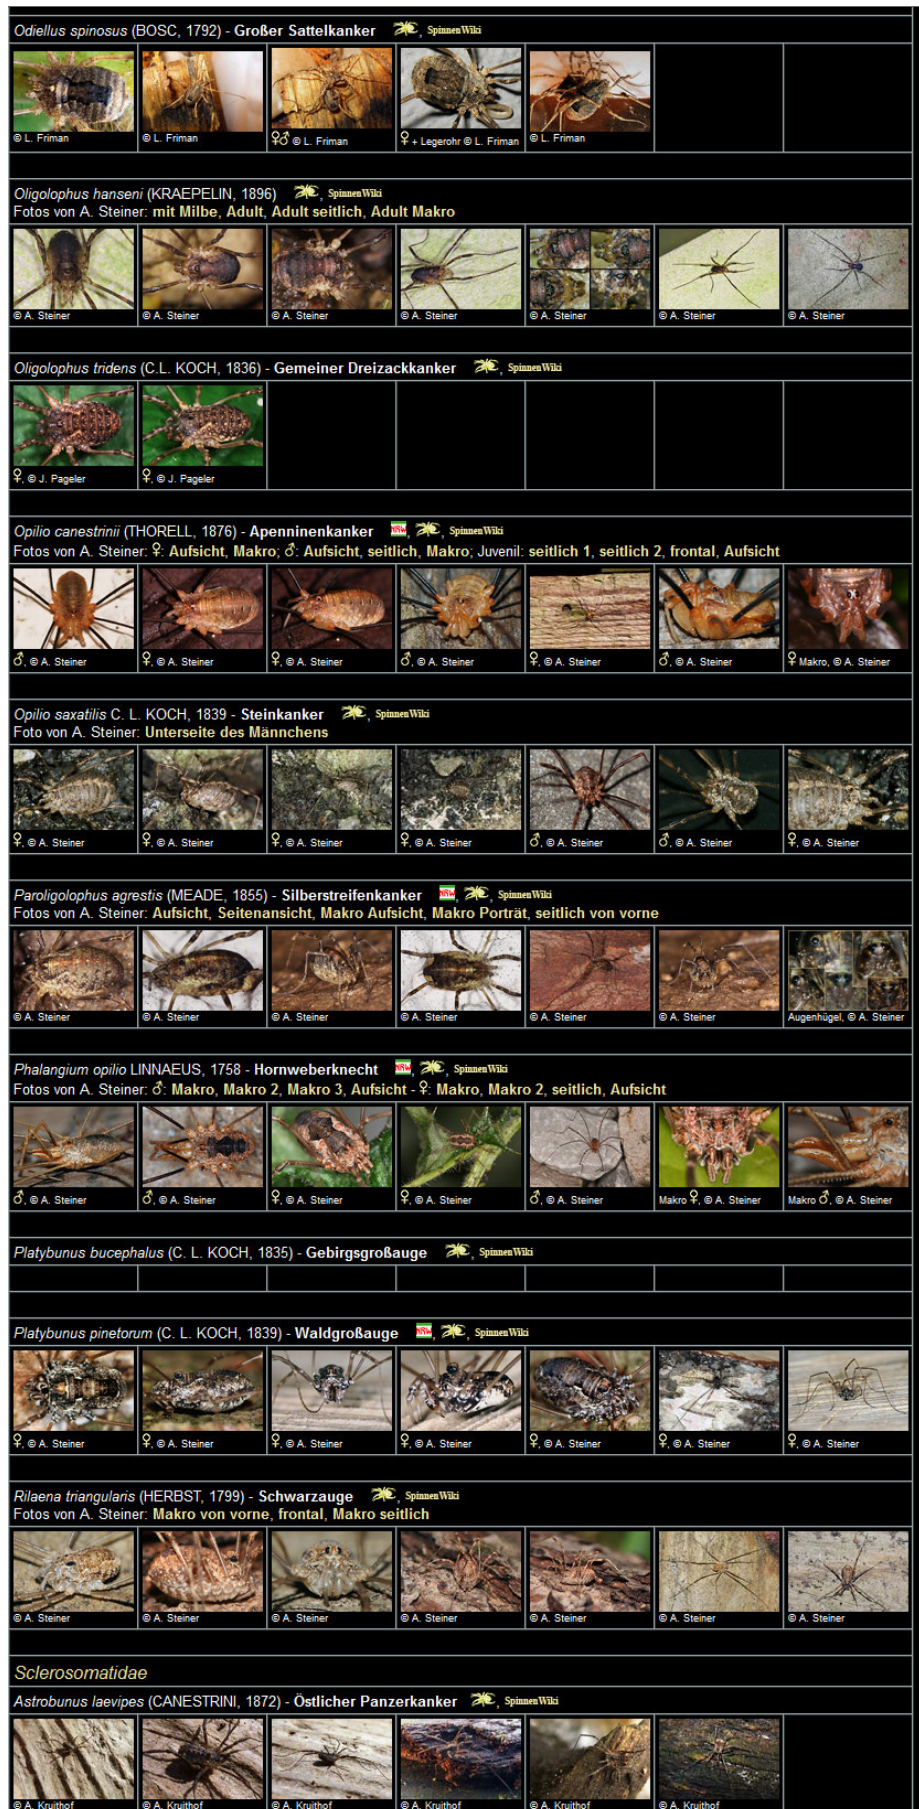 Odiellus spinosus (BOSC, 1792) - Großer Sattelkanker , SpinnenWiki
© L. Friman © L. Friman ♀♂ © L. Friman ♀ + Legerohr © L. Friman © L. Friman
Oligolophus hanseni (KRAEPELIN, 1896) , SpinnenWiki
Fotos von A. Steiner: mit Milbe, Adult, Adult seitlich, Adult Makro
© A. Steiner © A. Steiner © A. Steiner © A. Steiner © A. Steiner © A. Steiner © A. Steiner
Oligolophus tridens (C.L. KOCH, 1836) - Gemeiner Dreizackkanker , SpinnenWiki
♀, © J. Pageler ♀, © J. Pageler
Opilio canestrinii (THORELL, 1876) - Apenninenkanker NRW, , SpinnenWiki
Fotos von A. Steiner: ♀: Aufsicht, Makro; ♂: Aufsicht, seitlich, Makro; Juvenil: seitlich 1, seitlich 2, frontal, Aufsicht
♂, © A. Steiner ♀, © A. Steiner ♀, © A. Steiner ♂, © A. Steiner ♀, © A. Steiner ♂, © A. Steiner ♀ Makro, © A. Steiner
Opilio saxatilis C. L. KOCH, 1839 - Steinkanker , SpinnenWiki
Foto von A. Steiner: Unterseite des Männchens
♀, © A. Steiner ♀, © A. Steiner ♀, © A. Steiner ♀, © A. Steiner ♂, © A. Steiner ♂, © A. Steiner ♀, © A. Steiner
Paroligolophus agrestis (MEADE, 1855) - Silberstreifenkanker NRW, , SpinnenWiki
Fotos von A. Steiner: Aufsicht, Seitenansicht, Makro Aufsicht, Makro Porträt, seitlich von vorne
© A. Steiner © A. Steiner © A. Steiner © A. Steiner © A. Steiner © A. Steiner Augenhügel, © A. Steiner
Phalangium opilio LINNAEUS, 1758 - Hornweberknecht NRW, , SpinnenWiki
Fotos von A. Steiner: ♂: Makro, Makro 2, Makro 3, Aufsicht - ♀: Makro, Makro 2, seitlich, Aufsicht
♂, © A. Steiner ♂, © A. Steiner ♀, © A. Steiner ♀, © A. Steiner ♂, © A. Steiner Makro ♀, © A. Steiner Makro ♂, © A. Steiner
Platybunus bucephalus (C. L. KOCH, 1835) - Gebirgsgroßauge , SpinnenWiki
Platybunus pinetorum (C. L. KOCH, 1839) - Waldgroßauge NRW, , SpinnenWiki
♀, © A. Steiner ♀, © A. Steiner ♀, © A. Steiner ♀, © A. Steiner ♀, © A. Steiner ♀, © A. Steiner ♀, © A. Steiner
Rilaena triangularis (HERBST, 1799) - Schwarzauge , SpinnenWiki
Fotos von A. Steiner: Makro von vorne, frontal, Makro seitlich
© A. Steiner © A. Steiner © A. Steiner © A. Steiner © A. Steiner © A. Steiner © A. Steiner
Sclerosomatidae
Astrobunus laevipes (CANESTRINI, 1872) - Östlicher Panzerkanker , SpinnenWiki
© A. Kruithof © A. Kruithof © A. Kruithof © A. Kruithof © A. Kruithof © A. Kruithof